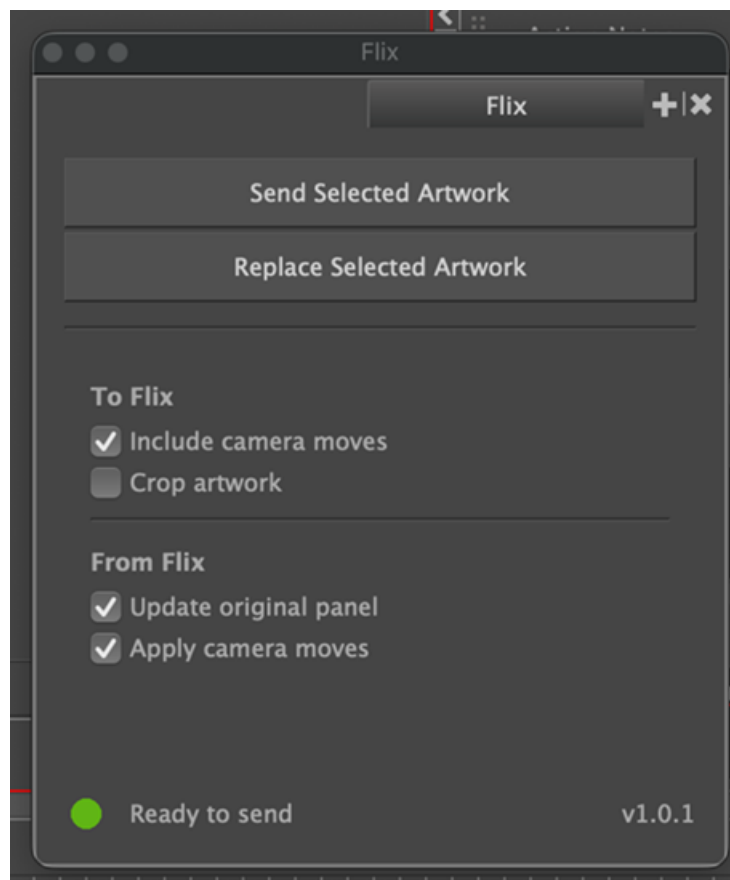 Flix
Flix
Send Selected Artwork
Replace Selected Artwork
To Flix
Include camera moves
Crop artwork
From Flix
Update original panel
Apply camera moves
Ready to send
v1.0.1